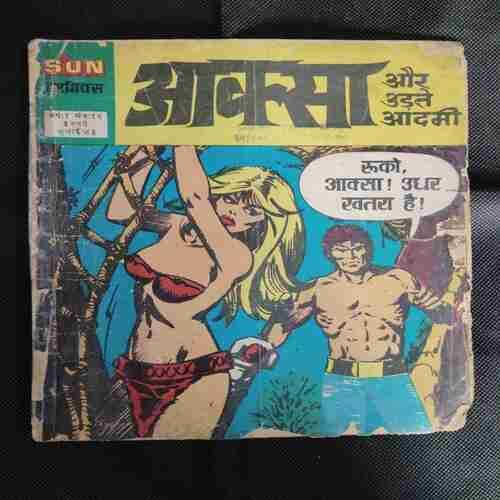 SUN
आक्सा
और
उड़ते
आदमी
रूको,
आक्सा! उधर
खतरा है!